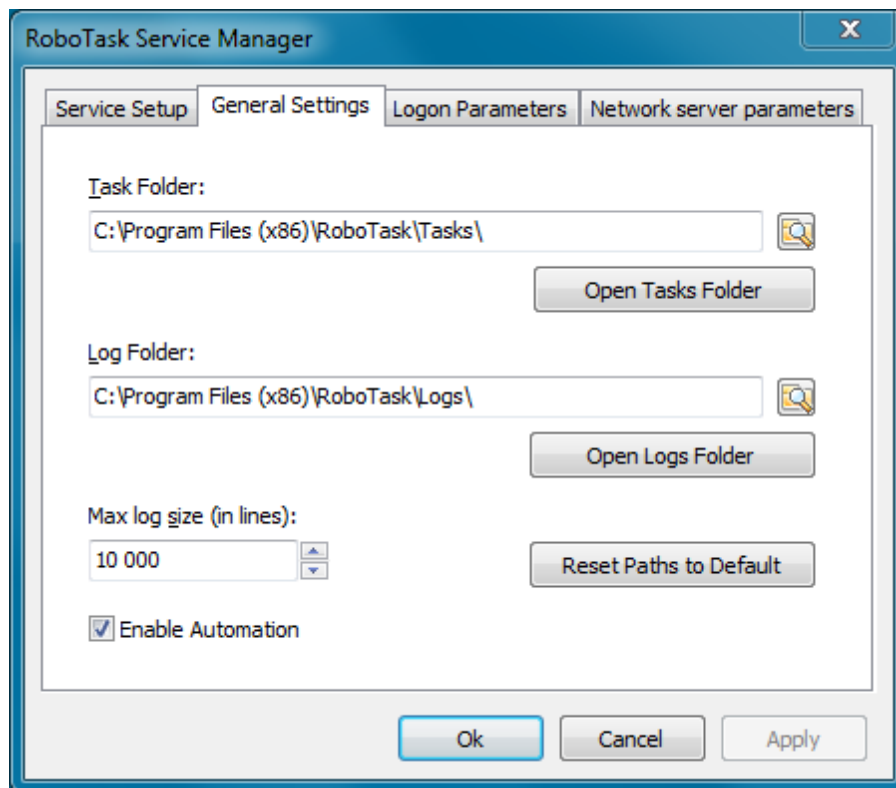 RoboTask Service Manager
Service Setup General Settings Logon Parameters Network server parameters
Task Folder:
C:\Program Files (x86)\RoboTask\Tasks\
Open Tasks Folder
Log Folder:
C:\Program Files (x86)\RoboTask\Logs\
Open Logs Folder
Max log size (in lines):
10 000
Reset Paths to Default
Enable Automation
Ok Cancel Apply